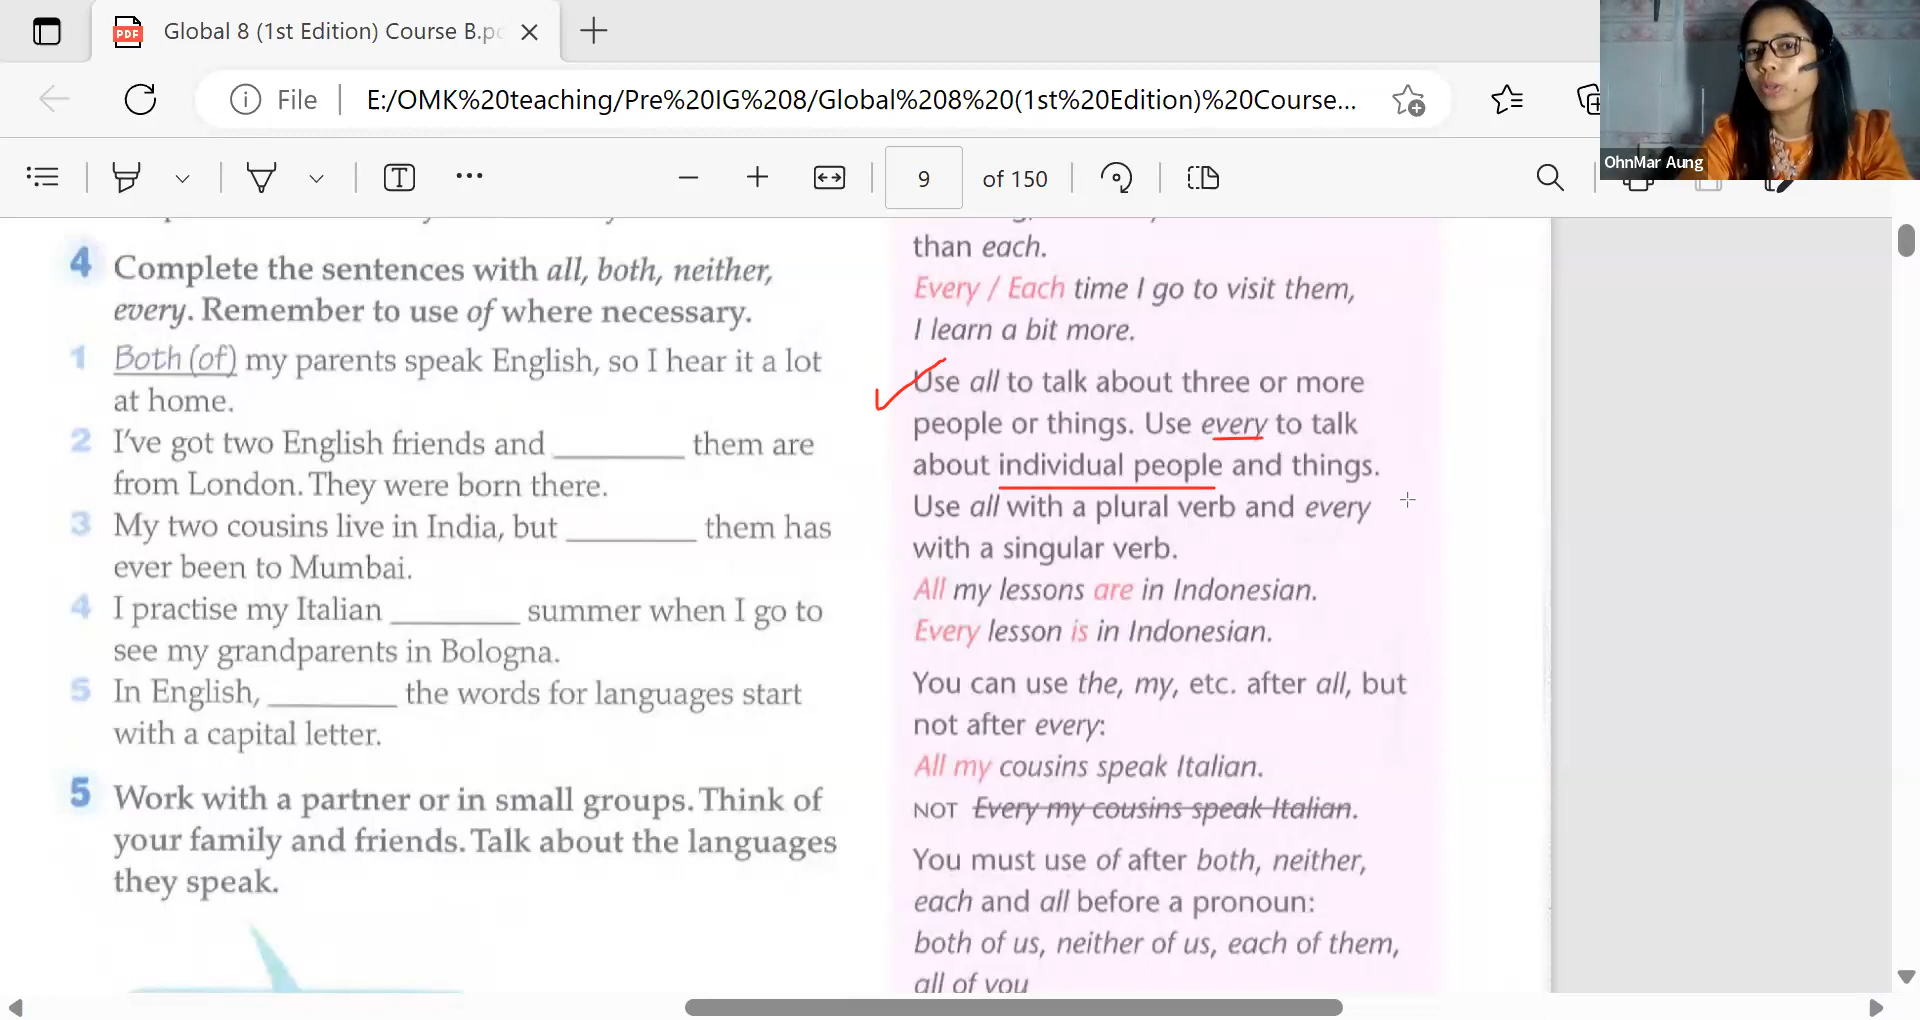 Global 8 (1st Edition) Course B.pd
File
E:/OMK%20teaching/Pre%20IG%208/Global%208%20(1st%20Edition)%20Course...
OhnMar Aung
9 of 150
4 Complete the sentences with all, both, neither,
every. Remember to use of where necessary.
1 Both (of) my parents speak English, so I hear it a lot
at home.
2 I've got two English friends and ________ them are
from London. They were born there.
3 My two cousins live in India, but ________ them has
ever been to Mumbai.
4 I practise my Italian ________ summer when I go to
see my grandparents in Bologna.
5 In English, ________ the words for languages start
with a capital letter.
5 Work with a partner or in small groups. Think of
your family and friends. Talk about the languages
they speak.
than each.
Every / Each time I go to visit them,
I learn a bit more.
Use all to talk about three or more
people or things. Use every to talk
about individual people and things.
Use all with a plural verb and every
with a singular verb.
All my lessons are in Indonesian.
Every lesson is in Indonesian.
You can use the, my, etc. after all, but
not after every:
All my cousins speak Italian.
NOT Every my cousins speak Italian.
You must use of after both, neither,
each and all before a pronoun:
both of us, neither of us, each of them,
all of you